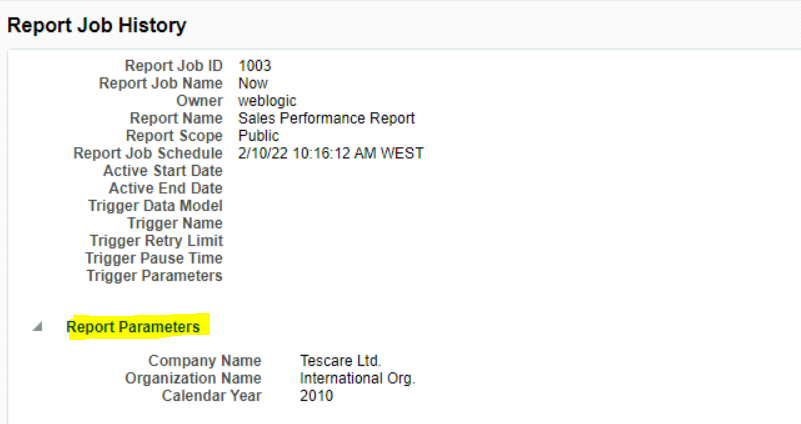 Report Job History
Report Job ID 1003
Report Job Name Now
Owner weblogic
Report Name Sales Performance Report
Report Scope Public
Report Job Schedule 2/10/22 10:16:12 AM WEST
Active Start Date
Active End Date
Trigger Data Model
Trigger Name
Trigger Retry Limit
Trigger Pause Time
Trigger Parameters
Report Parameters
Company Name Tescare Ltd.
Organization Name International Org.
Calendar Year 2010